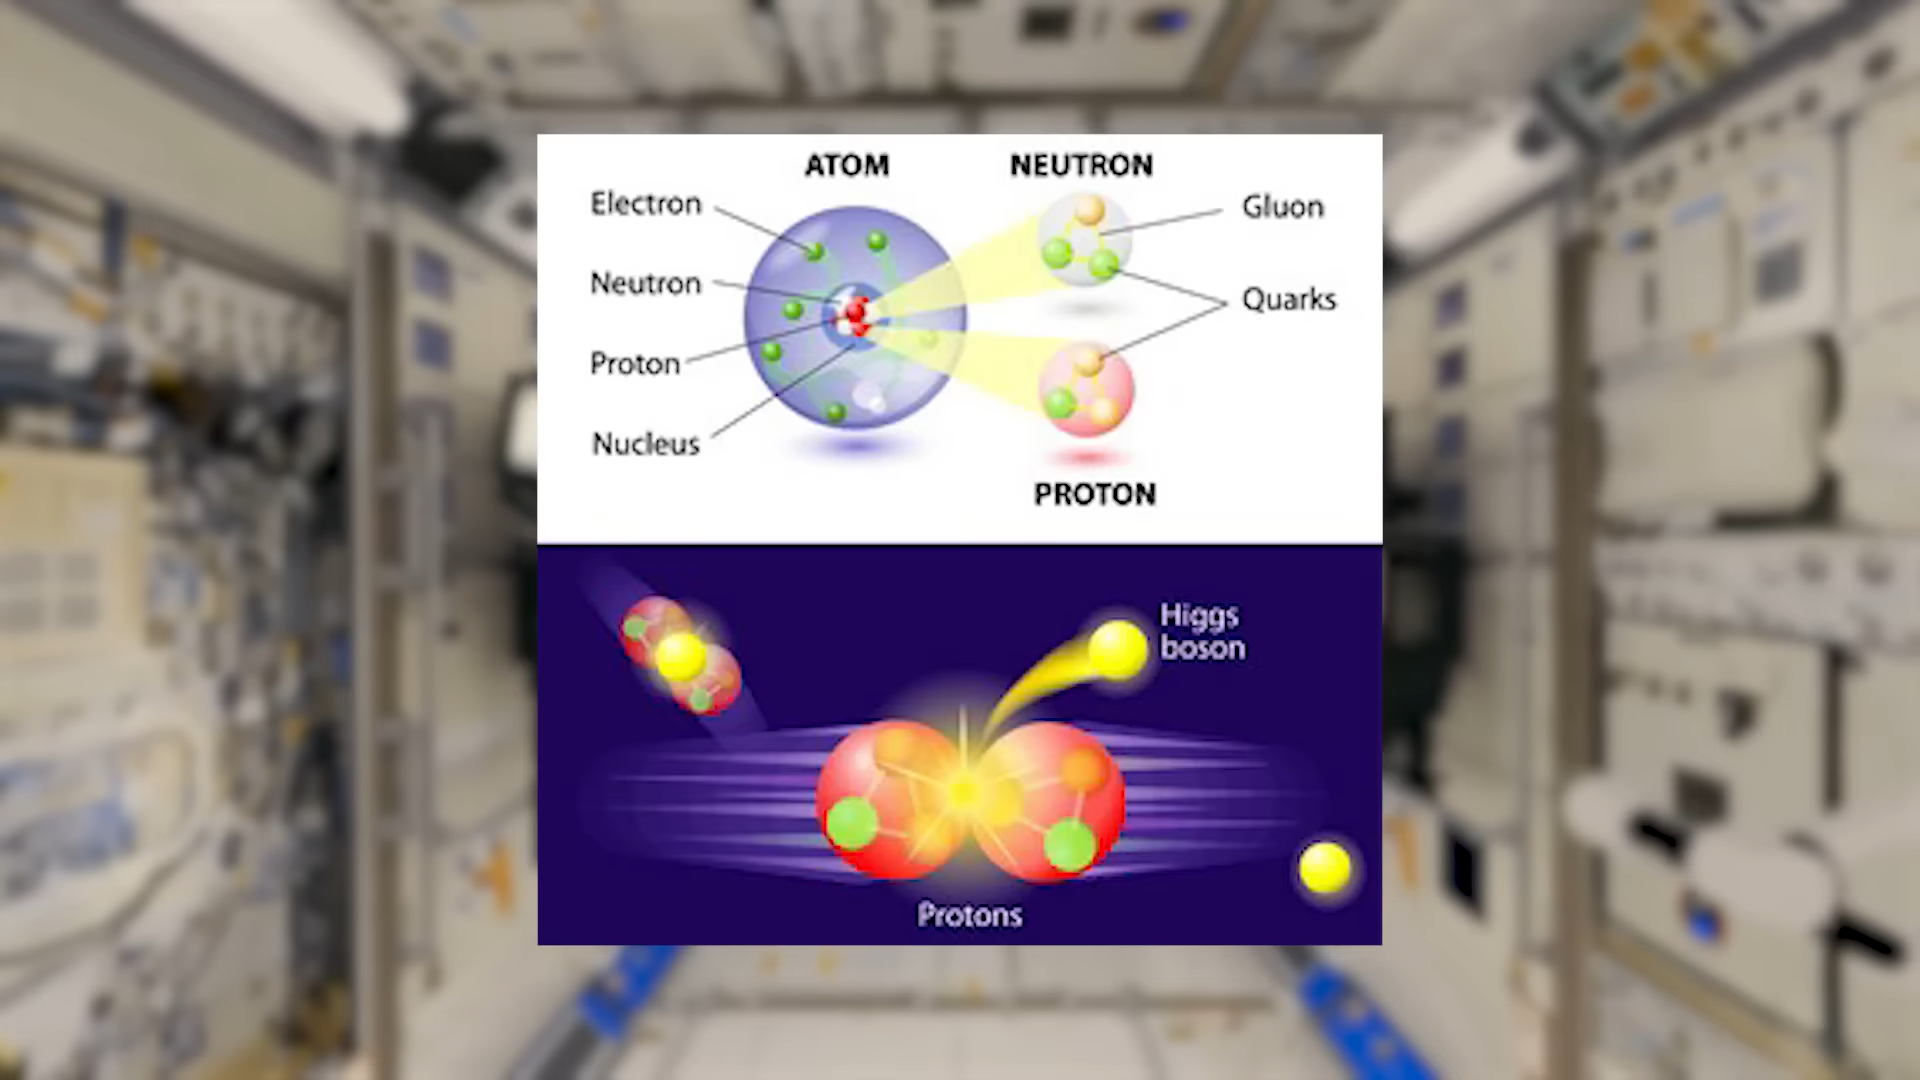 ATOM
NEUTRON
Electron
Gluon
Neutron
Quarks
Proton
Nucleus
PROTON
Higgs
boson
Protons